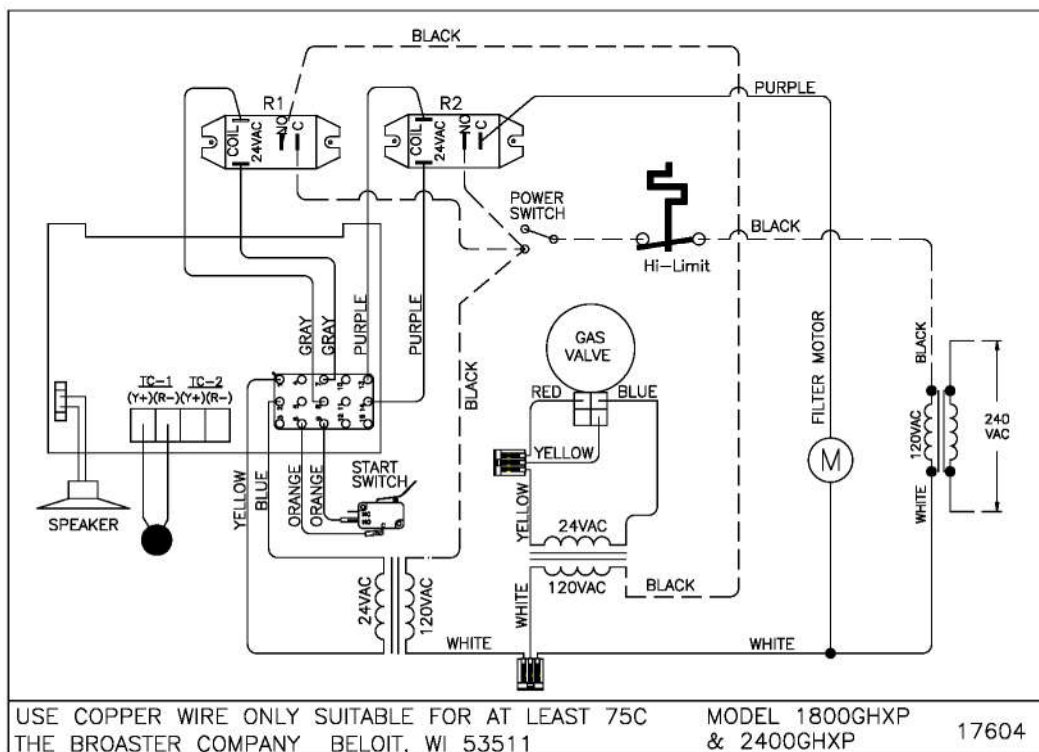 BLACK
PURPLE
R1
R2
COIL
24VAC
NO
C
COIL
24VAC
NO
C
POWER
SWITCH
BLACK
Hi-Limit
GRAY
GRAY
PURPLE
PURPLE
BLACK
GAS
VALVE
RED
BLUE
YELLOW
FILTER MOTOR
BLACK
120VAC
240
VAC
TC-1
TC-2
(Y+)(R-)(Y+)(R-)
M
WHITE
SPEAKER
YELLOW
BLUE
ORANGE
ORANGE
START
SWITCH
YELLOW
24VAC
120VAC
BLACK
24VAC
120VAC
WHITE
WHITE
WHITE
USE COPPER WIRE ONLY SUITABLE FOR AT LEAST 75C
THE BROASTER COMPANY BELOIT, WI 53511
MODEL 1800GHXP
& 2400GHXP
17604